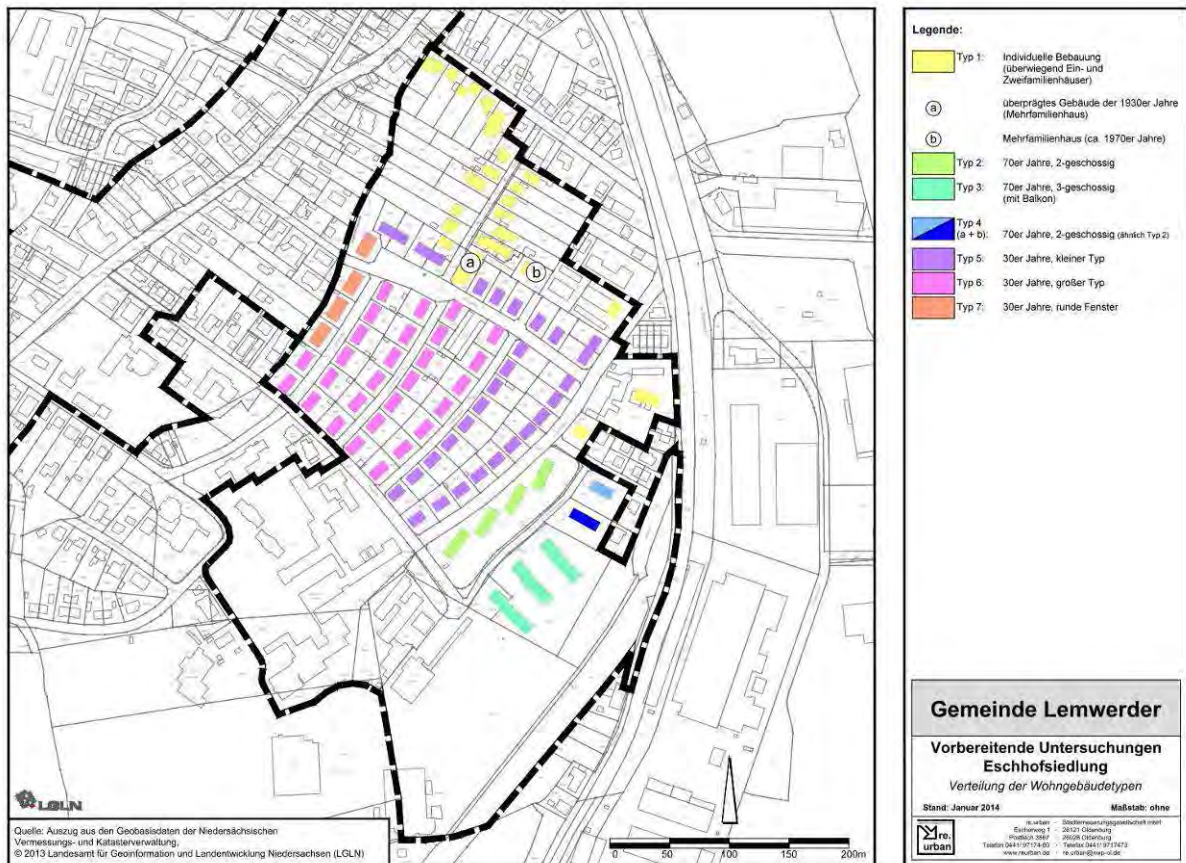 Legende:
Typ 1: Individuelle Bebauung
(überwiegend Ein- und
Zweifamilienhäuser)
a überprägtes Gebäude der 1930er Jahre
(Mehrfamilienhaus)
b Mehrfamilienhaus (ca. 1970er Jahre)
Typ 2: 70er Jahre, 2-geschossig
Typ 3: 70er Jahre, 3-geschossig
(mit Balkon)
Typ 4
(a + b): 70er Jahre, 2-geschossig (ähnlich Typ 2)
Typ 5: 30er Jahre, kleiner Typ
Typ 6: 30er Jahre, großer Typ
Typ 7: 30er Jahre, runde Fenster
a
b
Gemeinde Lemwerder
Vorbereitende Untersuchungen
Eschhofsiedlung
Verteilung der Wohngebäudetypen
Stand: Januar 2014 Maßstab: ohne
re.
urban
re.urban - Stadterneuerungsgesellschaft mbH
Escherweg 1 - 26121 Oldenburg
Postfach 3867 - 26028 Oldenburg
LGLN
Quelle: Auszug aus den Geobasisdaten der Niedersächsischen
Vermessungs- und Katasterverwaltung,
© 2013 Landesamt für Geoinformation und Landentwicklung Niedersachsen (LGLN)
0 50 100 150 200m